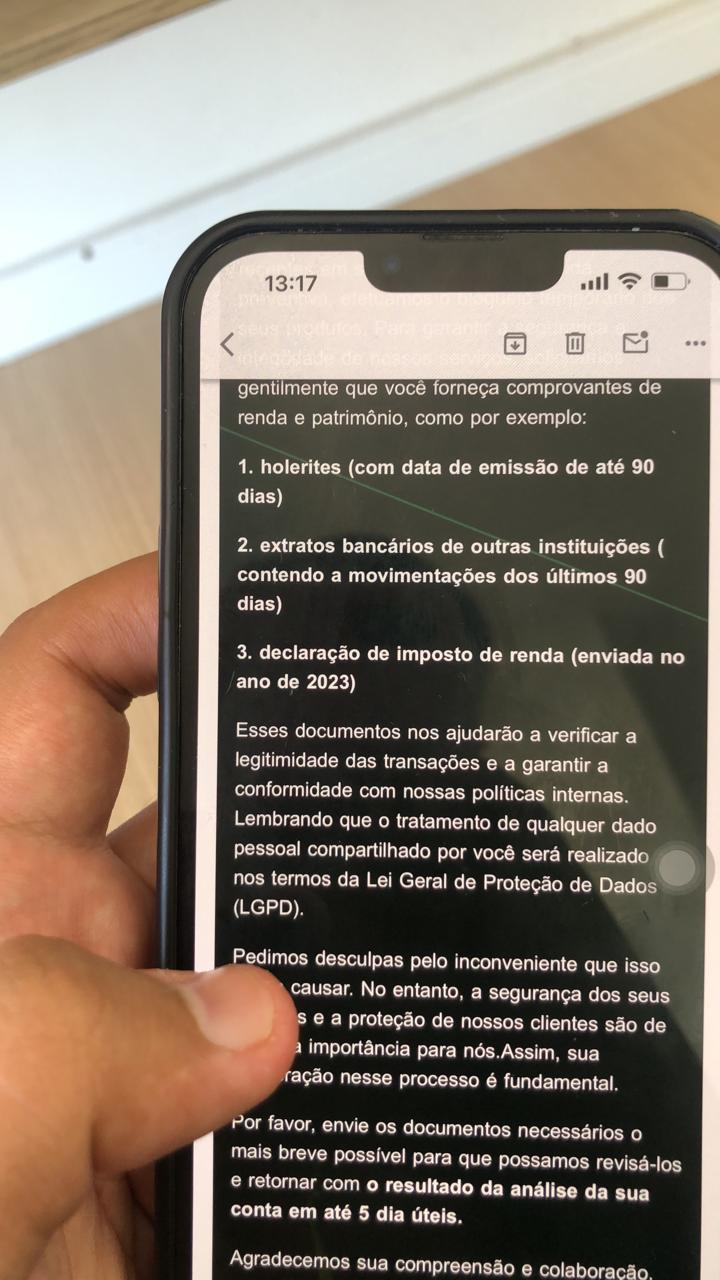 13:17
preventiva, efetuamos o bloqueio temporário dos
seus produtos. Para garantir a segurança e
integridade de nossos serviços, solicitamos
gentilmente que você forneça comprovantes de
renda e patrimônio, como por exemplo:
1. holerites (com data de emissão de até 90
dias)
2. extratos bancários de outras instituições (
contendo a movimentações dos últimos 90
dias)
3. declaração de imposto de renda (enviada no
ano de 2023)
Esses documentos nos ajudarão a verificar a
legitimidade das transações e a garantir a
conformidade com nossas políticas internas.
Lembrando que o tratamento de qualquer dado
pessoal compartilhado por você será realizado
nos termos da Lei Geral de Proteção de Dados
(LGPD).
Pedimos desculpas pelo inconveniente que isso
causar. No entanto, a segurança dos seus
s e a proteção de nossos clientes são de
a importância para nós.Assim, sua
ração nesse processo é fundamental.
Por favor, envie os documentos necessários o
mais breve possível para que possamos revisá-los
e retornar com o resultado da análise da sua
conta em até 5 dia úteis.
Agradecemos sua compreensão e colaboração.